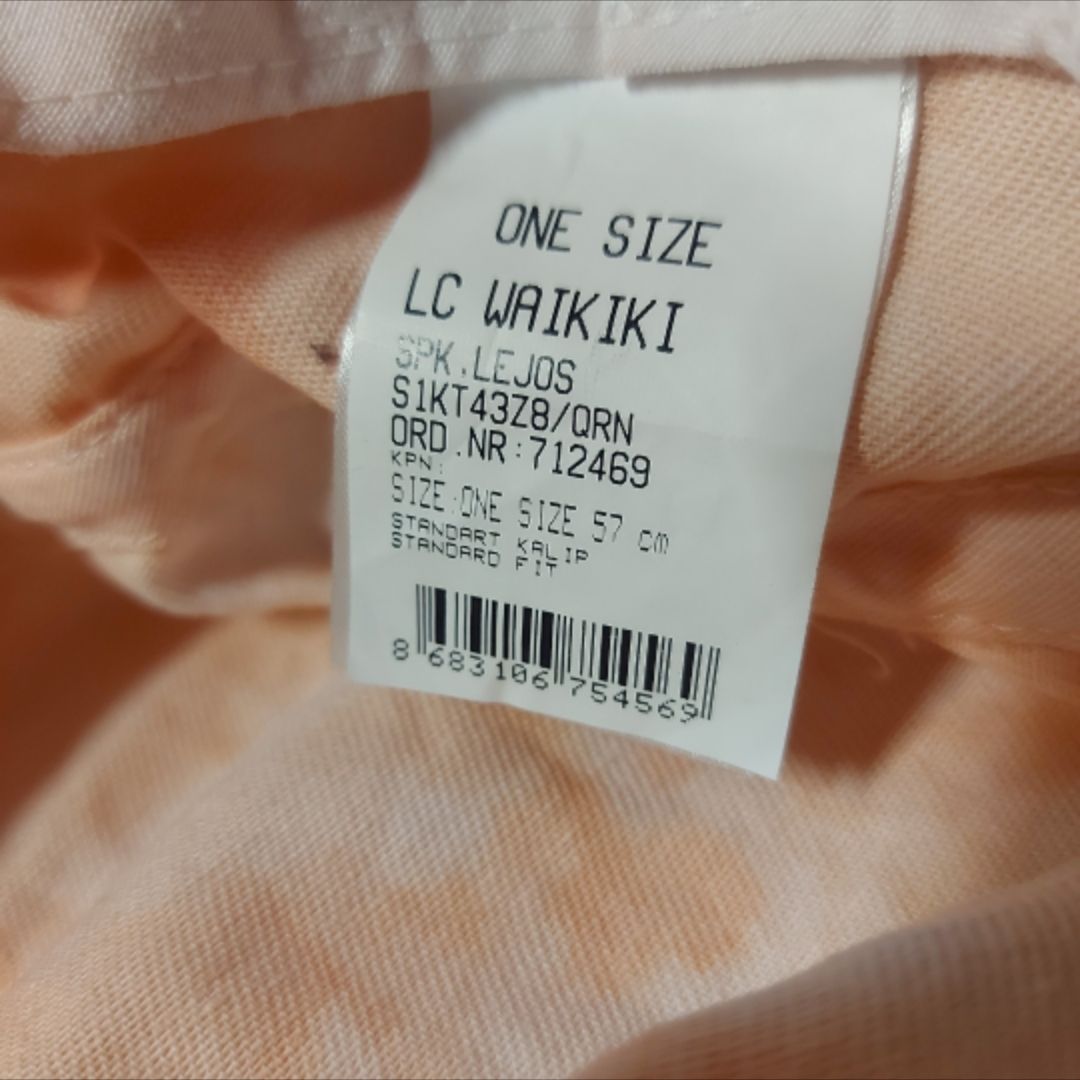 ONE SIZE
LC WAIKIKI
SPK.LEJOS
S1KT43Z8/QRN
ORD.NR:712469
KPN:
SIZE:ONE SIZE 57 cm
STANDART KALIP
STANDARD FIT
8 683106 754569